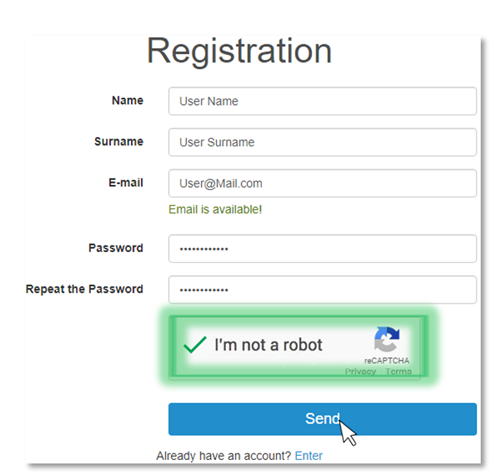 Registration
Name User Name
Surname User Surname
E-mail User@Mail.com
Email is available!
Password ••••••••••••
Repeat the Password ••••••••••••
I'm not a robot
reCAPTCHA
Privacy Terms
Send
Already have an account? Enter